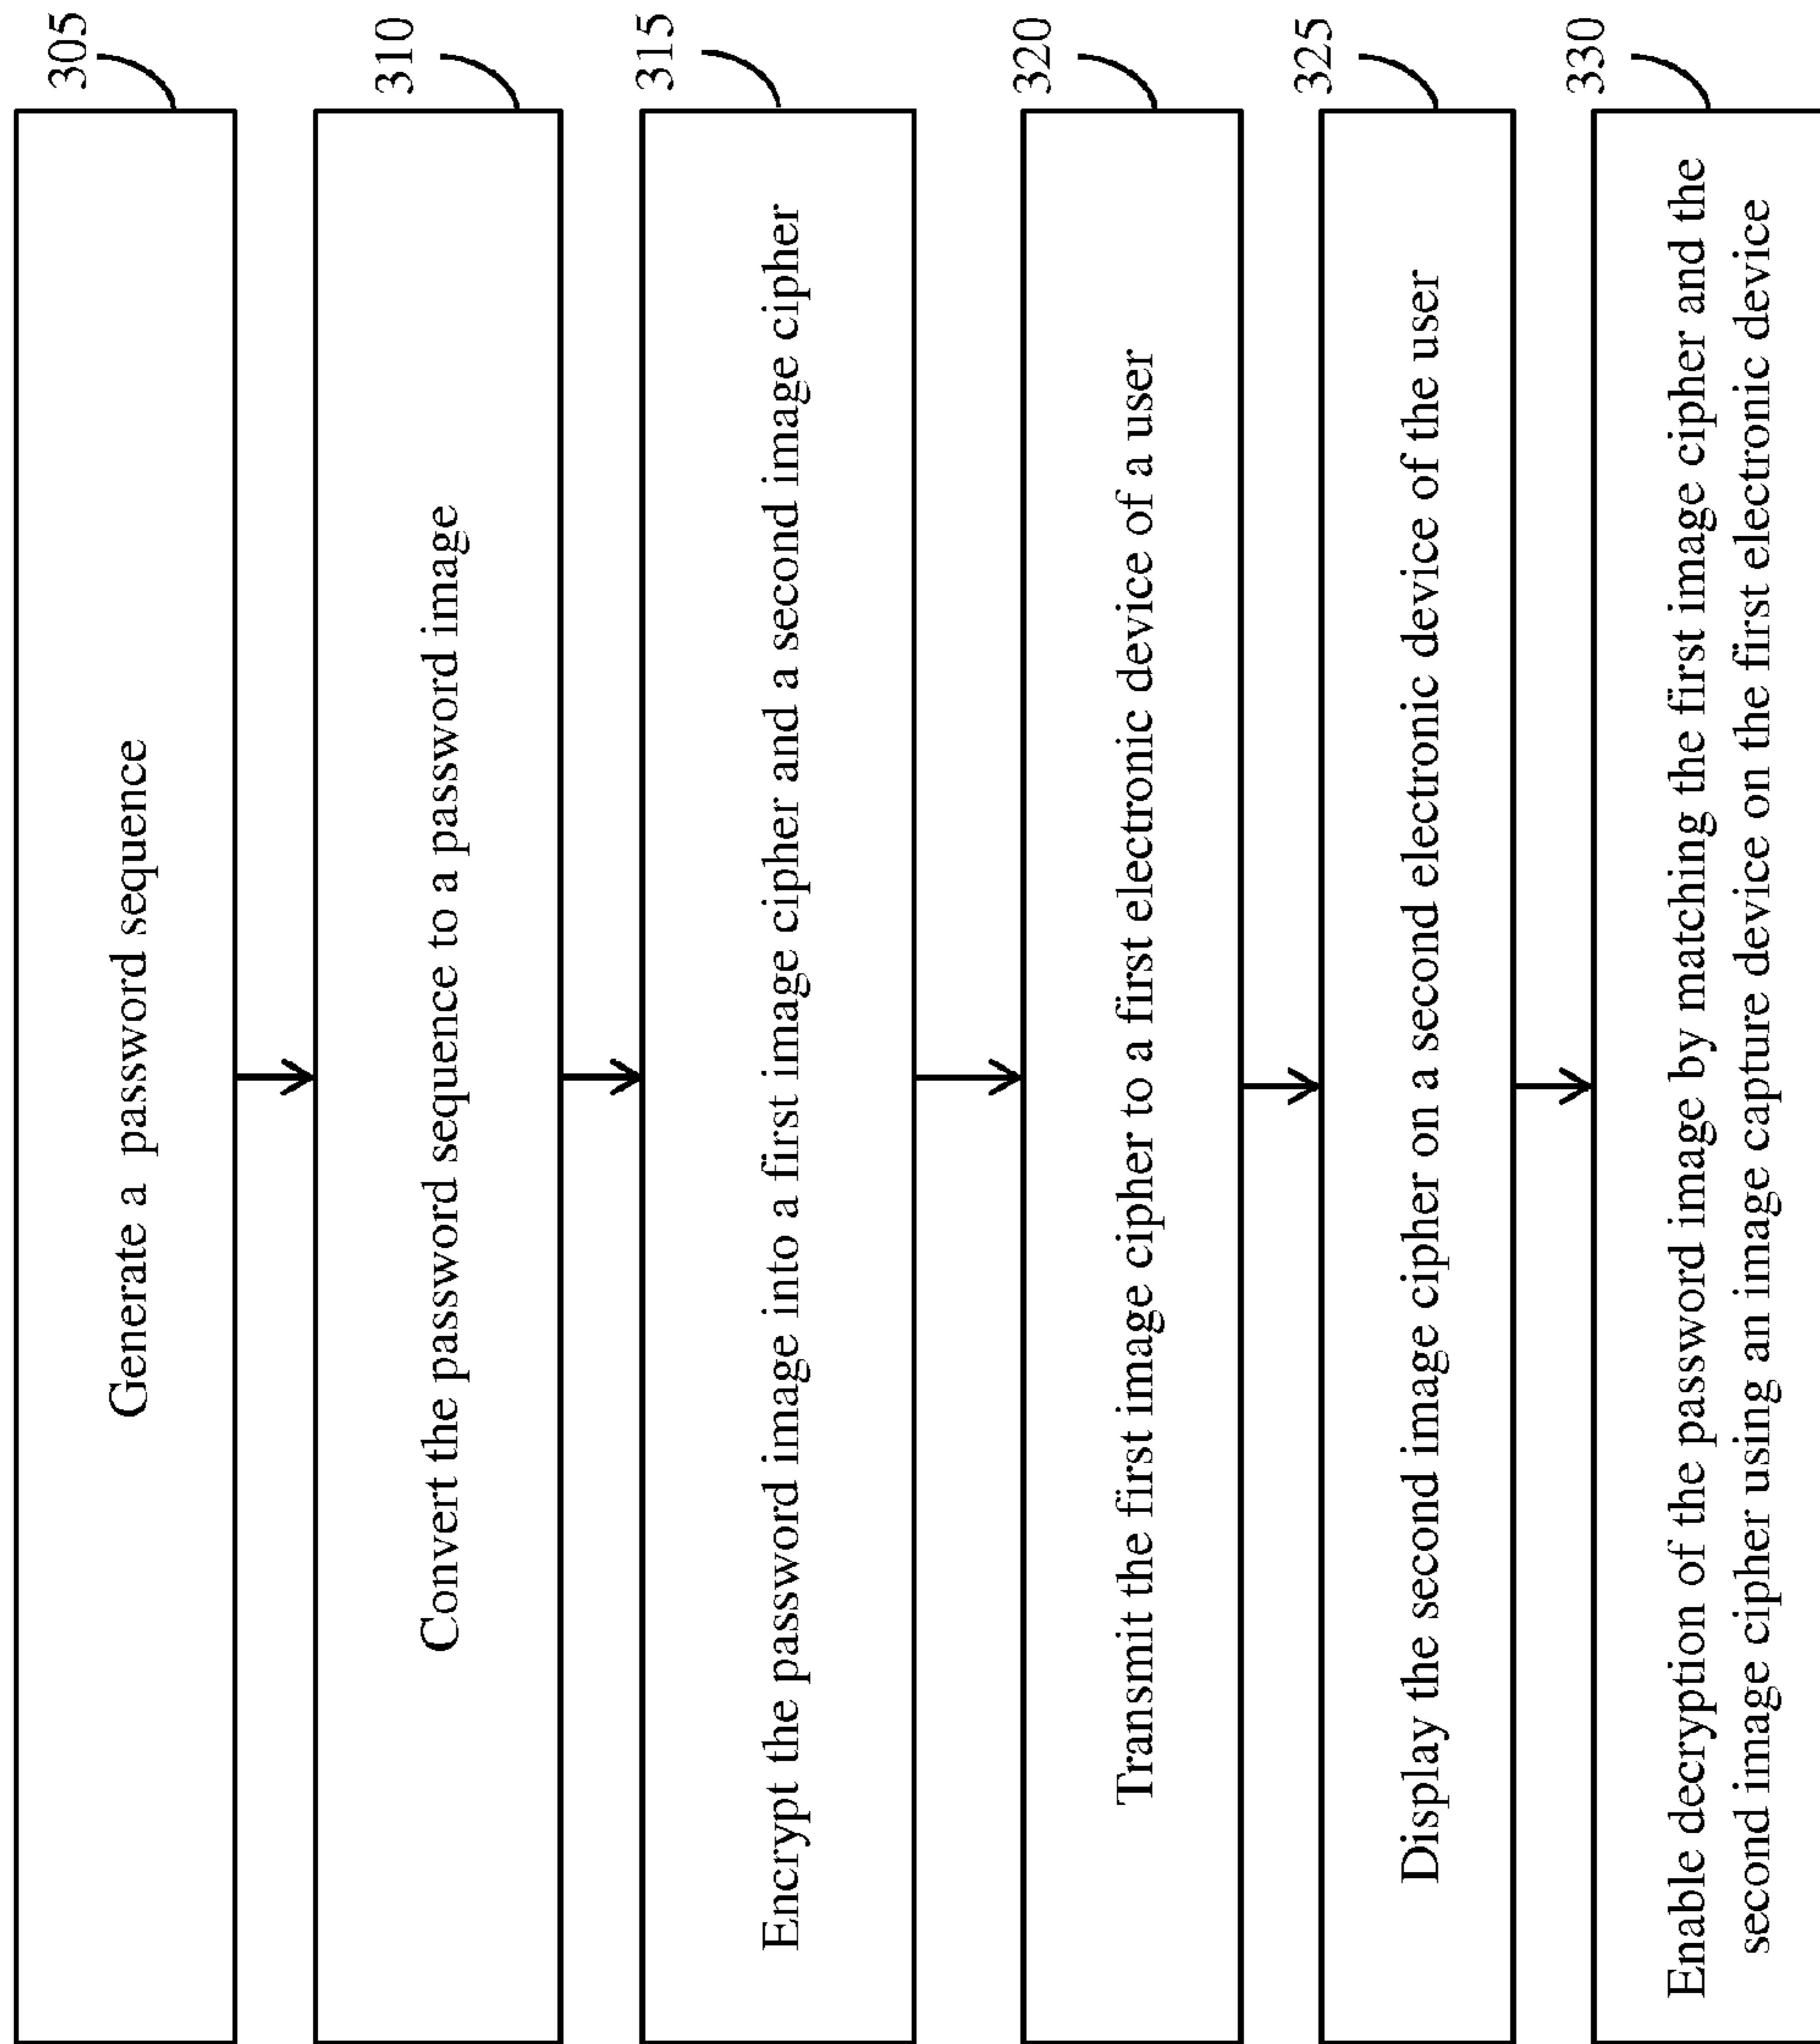 305
Generate a password sequence
310
Convert the password sequence to a password image
315
Encrypt the password image into a first image cipher and a second image cipher
320
Transmit the first image cipher to a first electronic device of a user
325
Display the second image cipher on a second electronic device of the user
330
Enable decryption of the password image by matching the first image cipher and the
second image cipher using an image capture device on the first electronic device